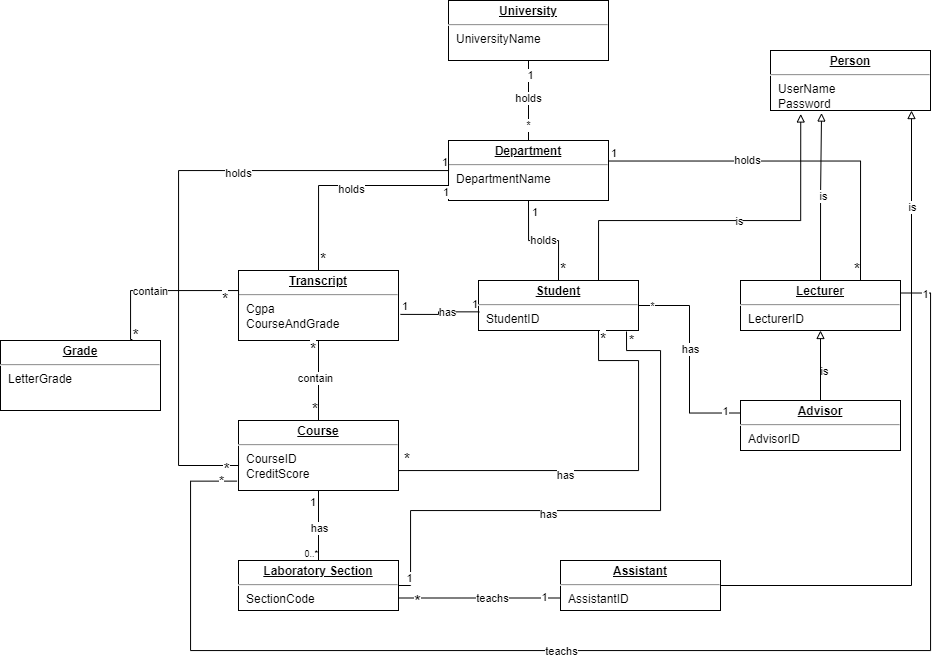 University
UniversityName
1
holds
*
Person
UserName
Password
Department
DepartmentName
1
holds
1
holds
1
holds
1
holds
is
is
is
*
*
*
Transcript
Cgpa
CourseAndGrade
1
has
1
Student
StudentID
*
has
1
Lecturer
LecturerID
1
contain
*
*
Grade
LetterGrade
*
contain
*
*
*
is
Advisor
AdvisorID
Course
CourseID
CreditScore
*
has
*
*
1
has
0..*
has
1
Laboratory Section
SectionCode
*
teachs
1
Assistant
AssistantID
teachs